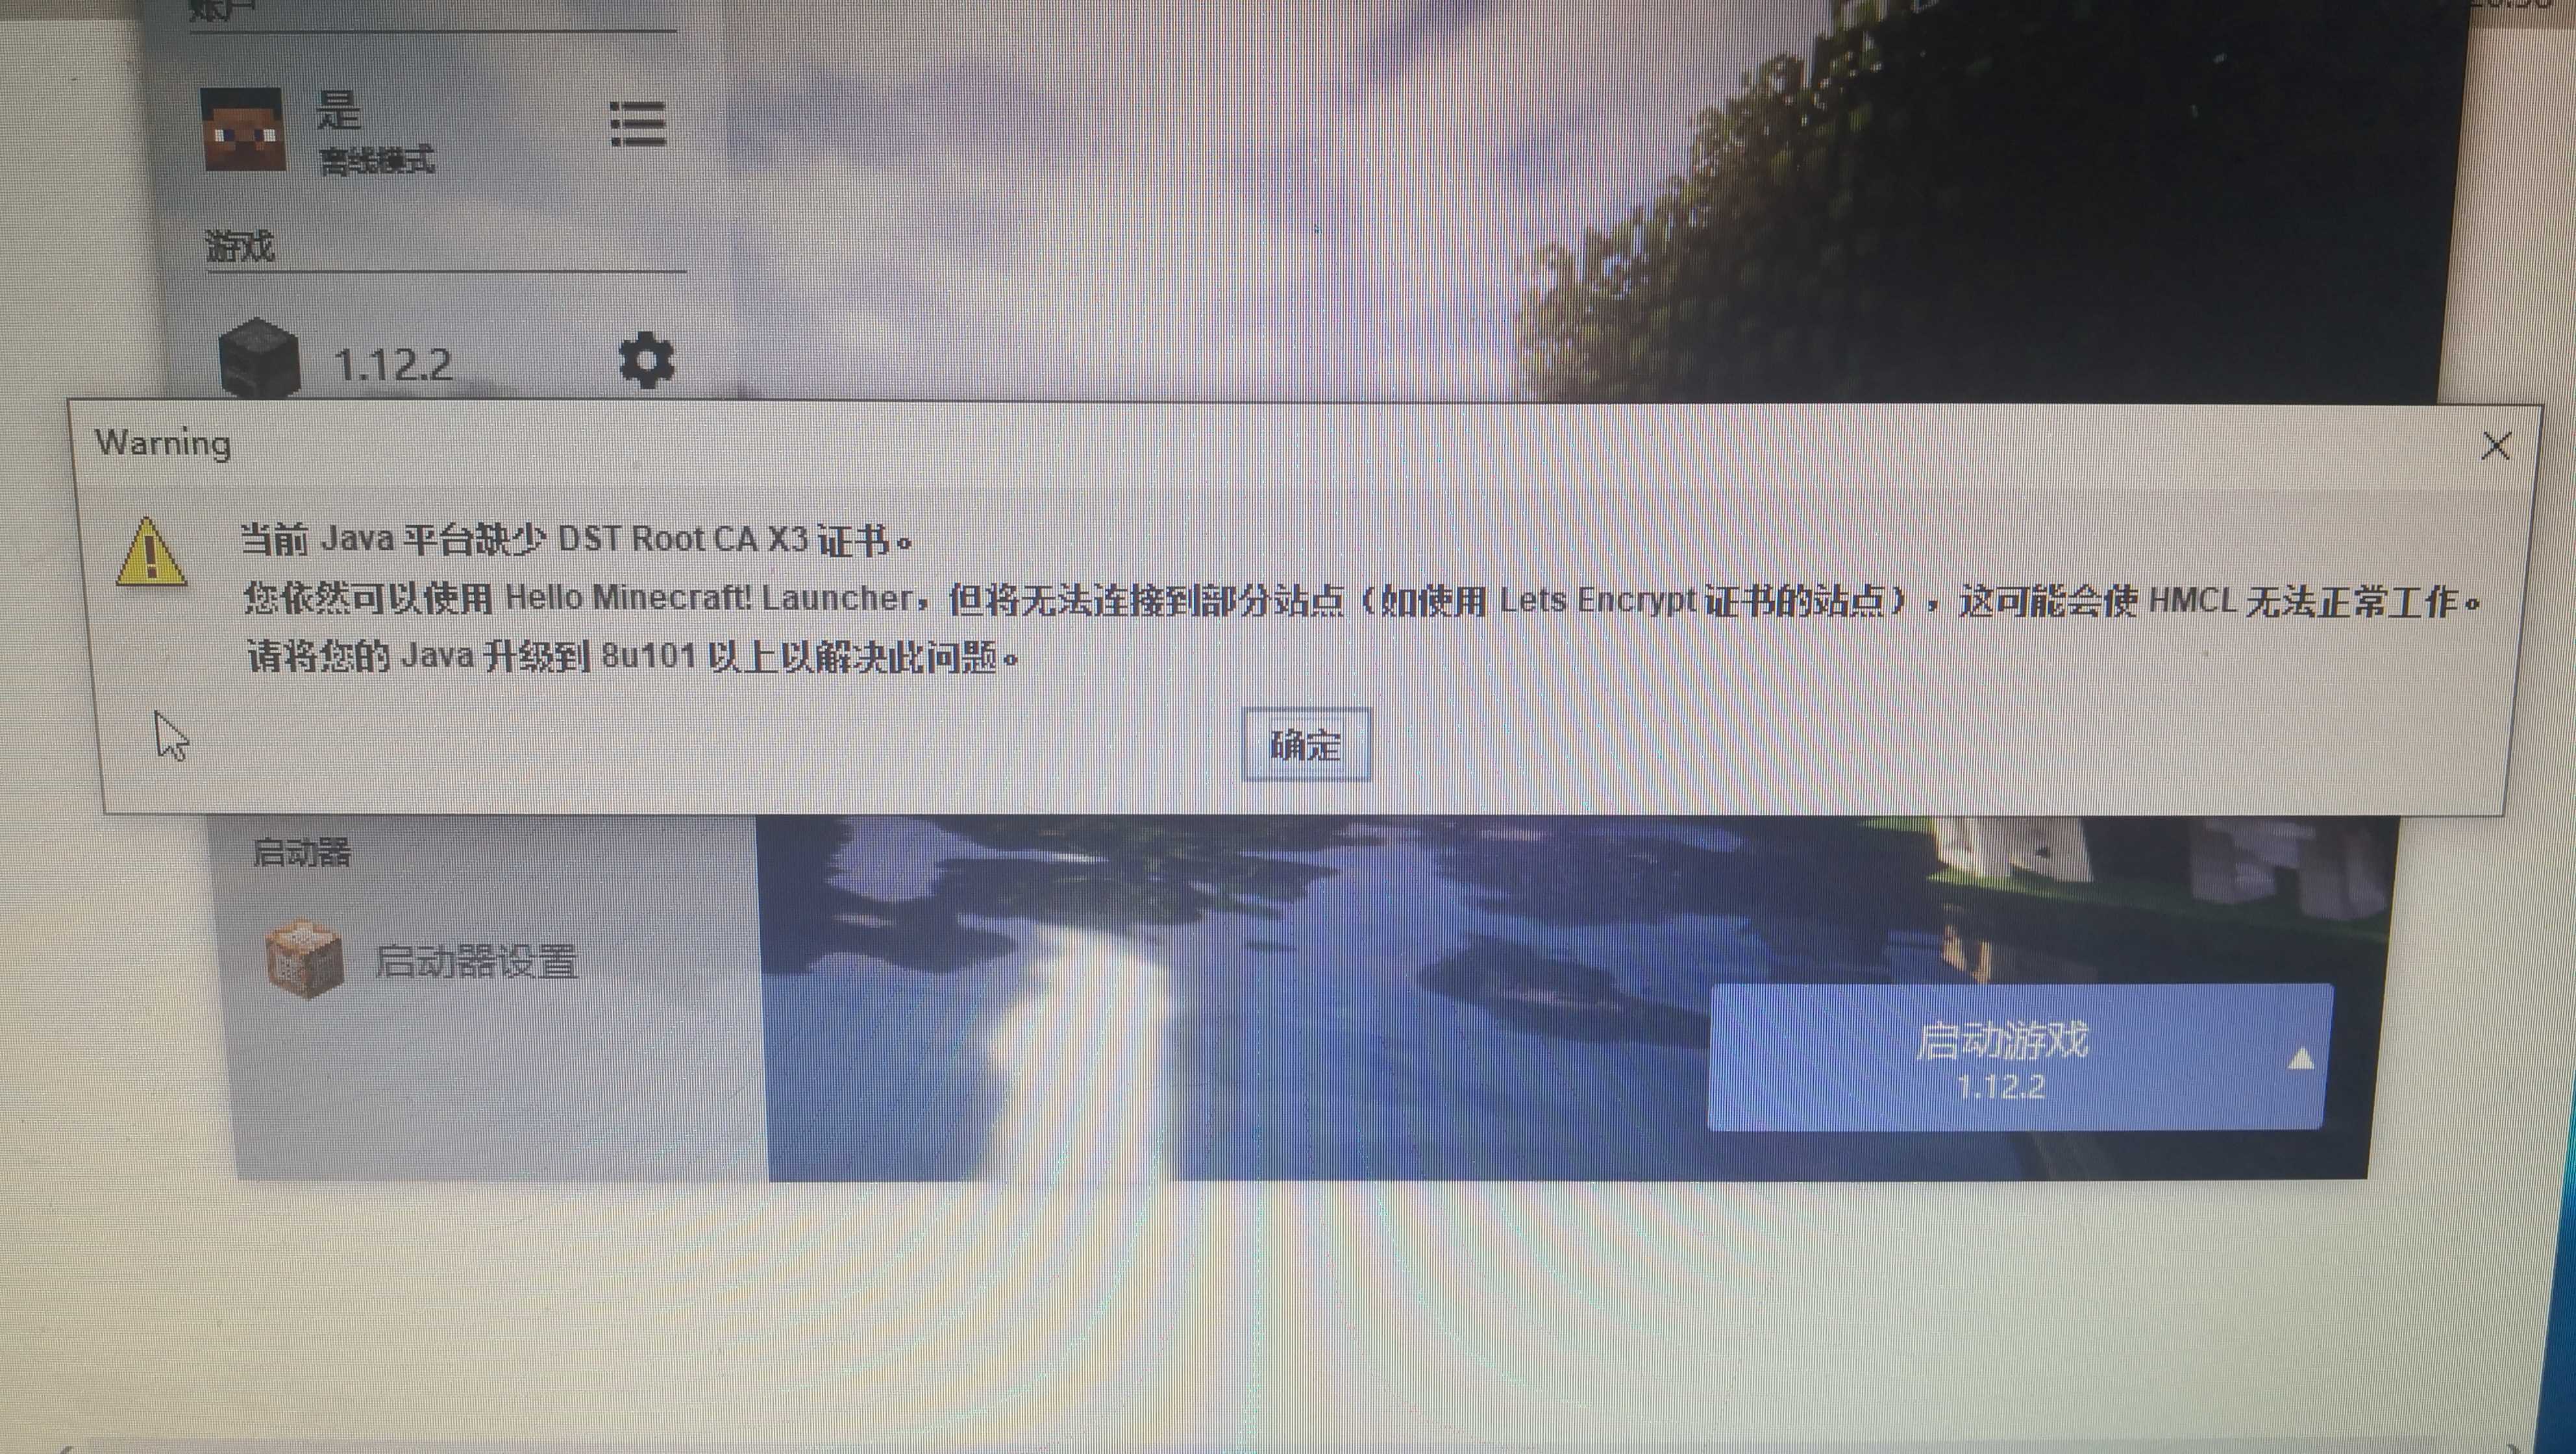 账户
是
离线模式
游戏
1.12.2
Warning
当前 Java 平台缺少 DST Root CA X3 证书。
您依然可以使用 Hello Minecraft! Launcher，但将无法连接到部分站点（如使用 Lets Encrypt 证书的站点），这可能会使 HMCL 无法正常工作。
请将您的 Java 升级到 8u101 以上以解决此问题。
确定
启动器
启动器设置
启动游戏
1.12.2